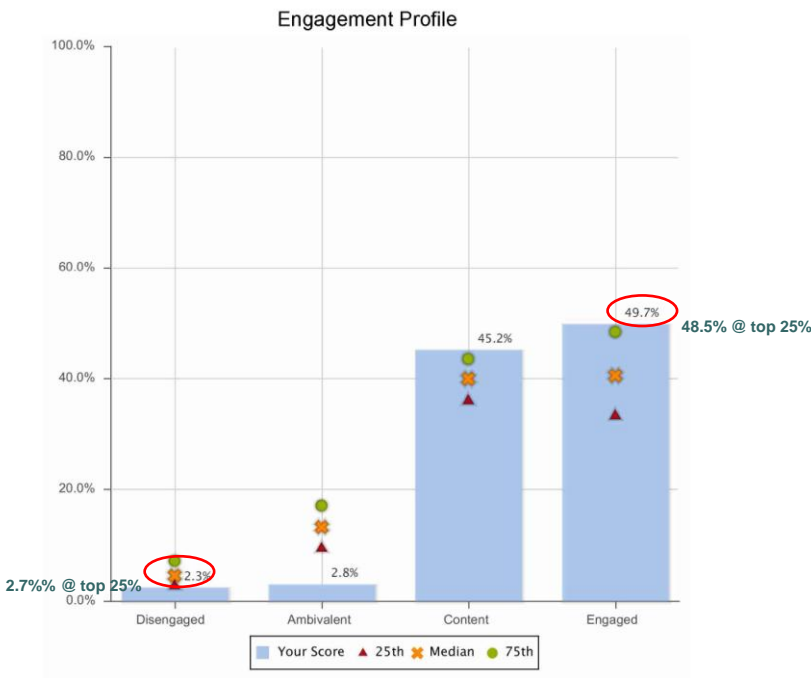 Engagement Profile
100.0%
80.0%
60.0%
49.7%
48.5% @ top 25%
45.2%
40.0%
20.0%
2.3%
2.8%
2.7%% @ top 25%
0.0%
Disengaged Ambivalent Content Engaged
Your Score 25th Median 75th